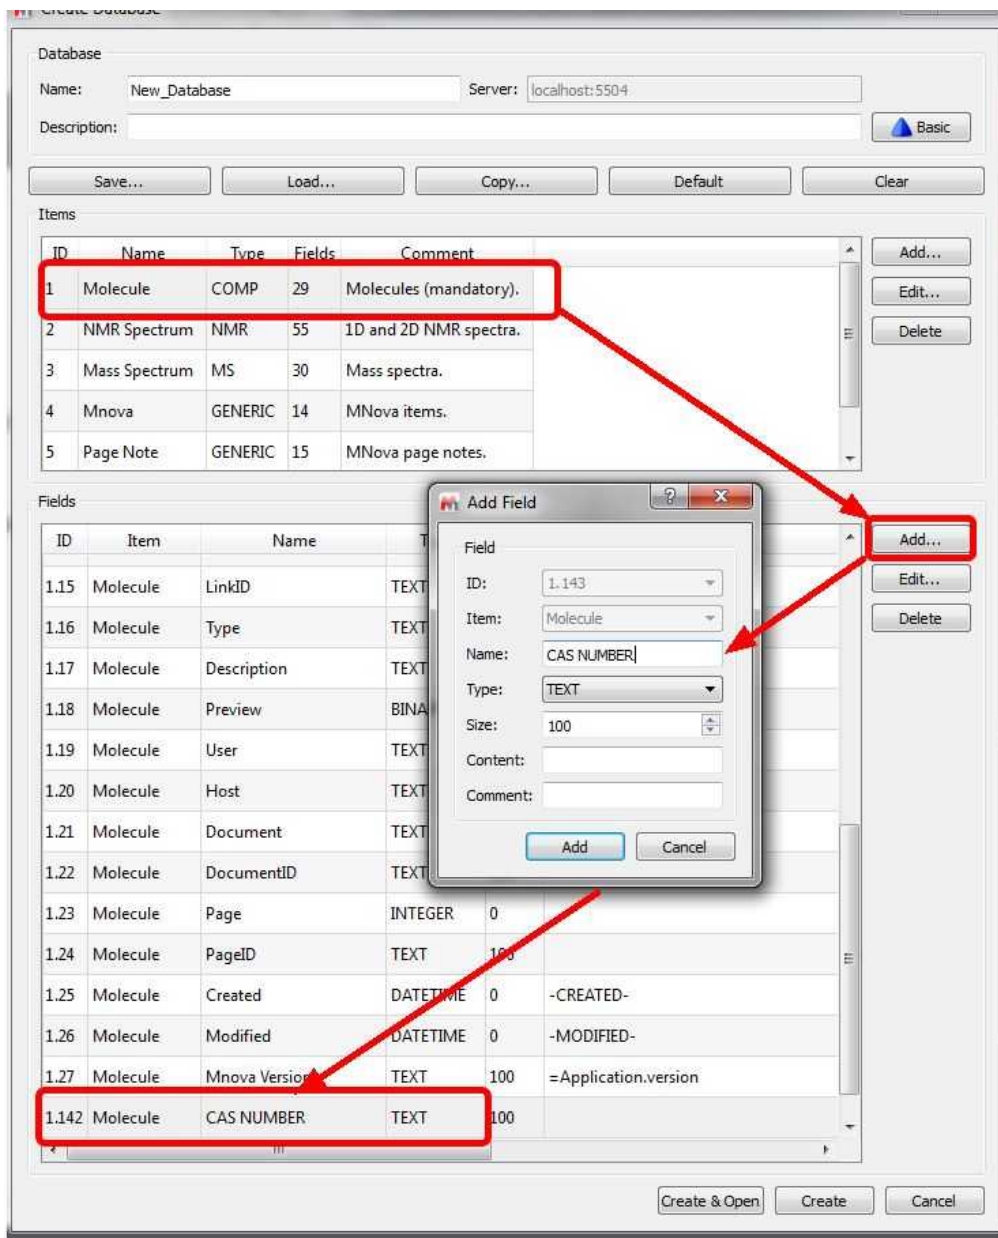 Create Database
Database
Name: New_Database Server: localhost:5504
Description: Basic
Save... Load... Copy... Default Clear
Items
ID Name Type Fields Comment Add...
1 Molecule COMP 29 Molecules (mandatory). Edit...
2 NMR Spectrum NMR 55 1D and 2D NMR spectra. Delete
3 Mass Spectrum MS 30 Mass spectra.
4 Mnova GENERIC 14 MNova items.
5 Page Note GENERIC 15 MNova page notes.
Fields
ID Item Name Add...
1.15 Molecule LinkID TEXT Edit...
1.16 Molecule Type TEXT Delete
1.17 Molecule Description TEXT
1.18 Molecule Preview BINA
1.19 Molecule User TEXT
1.20 Molecule Host TEXT
1.21 Molecule Document TEXT
1.22 Molecule DocumentID TEXT
1.23 Molecule Page INTEGER 0
1.24 Molecule PageID TEXT 100
1.25 Molecule Created DATETIME 0 -CREATED-
1.26 Molecule Modified DATETIME 0 -MODIFIED-
1.27 Molecule Mnova Version TEXT 100 =Application.version
1.142 Molecule CAS NUMBER TEXT 100
Add Field
Field
ID: 1.143
Item: Molecule
Name: CAS NUMBER
Type: TEXT
Size: 100
Content:
Comment:
Add Cancel
Create & Open Create Cancel